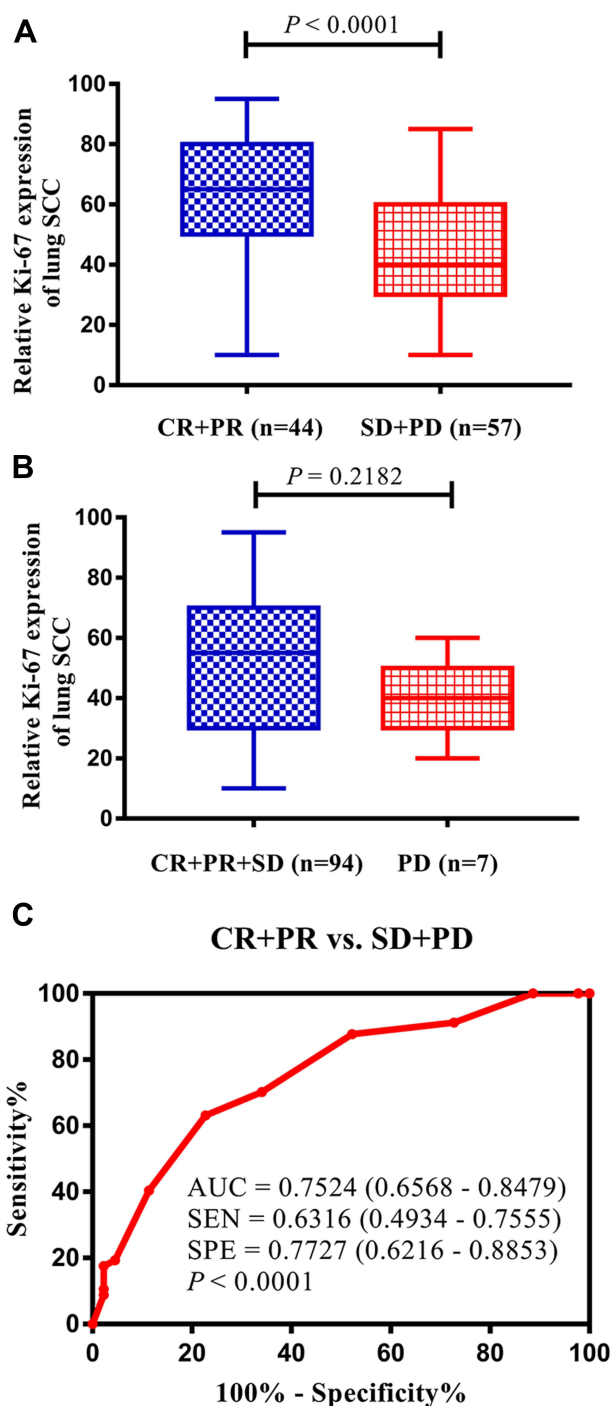 A
P < 0.0001
Relative Ki-67 expression
of lung SCC
100
80
60
40
20
0
CR+PR (n=44) SD+PD (n=57)
B
P = 0.2182
Relative Ki-67 expression
of lung SCC
100
80
60
40
20
0
CR+PR+SD (n=94) PD (n=7)
C
CR+PR vs. SD+PD
Sensitivity%
100
80
60
40
20
0
AUC = 0.7524 (0.6568 - 0.8479)
SEN = 0.6316 (0.4934 - 0.7555)
SPE = 0.7727 (0.6216 - 0.8853)
P < 0.0001
0 20 40 60 80 100
100% - Specificity%